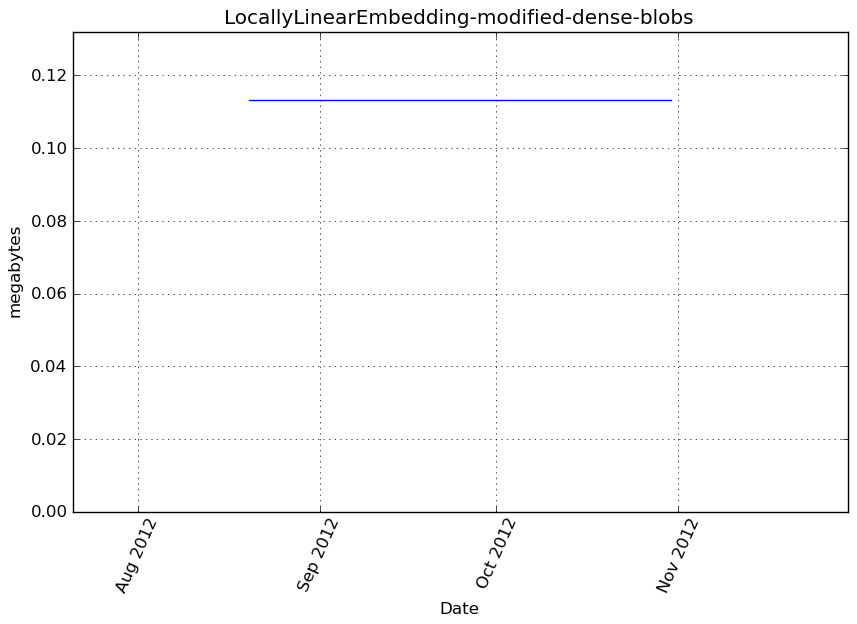 LocallyLinearEmbedding-modified-dense-blobs
0.12
0.10
0.08
0.06
0.04
0.02
0.00
megabytes
Aug 2012
Sep 2012
Oct 2012
Nov 2012
Date